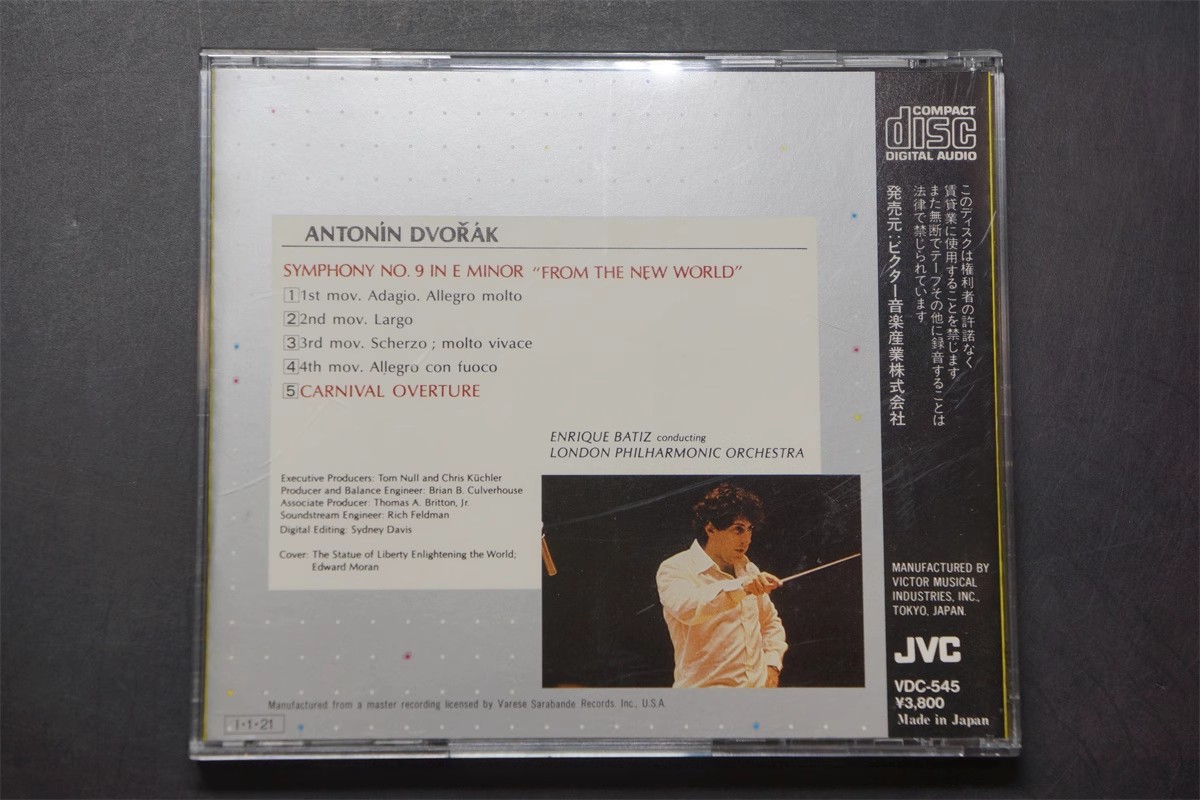 ANTONÍN DVOŘÁK
SYMPHONY NO. 9 IN E MINOR "FROM THE NEW WORLD"
1 1st mov. Adagio. Allegro molto
2 2nd mov. Largo
3 3rd mov. Scherzo ; molto vivace
4 4th mov. Allegro con fuoco
5 CARNIVAL OVERTURE
ENRIQUE BATIZ conducting
LONDON PHILHARMONIC ORCHESTRA
Executive Producers: Tom Null and Chris Küchler
Producer and Balance Engineer: Brian B. Culverhouse
Associate Producer: Thomas A. Britton, Jr.
Soundstream Engineer: Rich Feldman
Digital Editing: Sydney Davis
Cover: The Statue of Liberty Enlightening the World;
Edward Moran
Manufactured from a master recording licensed by Varese Sarabande Records. Inc., U.S.A.
1・1・21
COMPACT
disc
DIGITAL AUDIO
このディスクは権利者の許諾なく
賃貸業に使用することを禁じます
また無断でテープその他に録音することは
法律で禁じられています。
発売元:ビクター音楽産業株式会社
MANUFACTURED BY
VICTOR MUSICAL
INDUSTRIES, INC.,
TOKYO, JAPAN.
JVC
VDC-545
¥3,800
Made in Japan